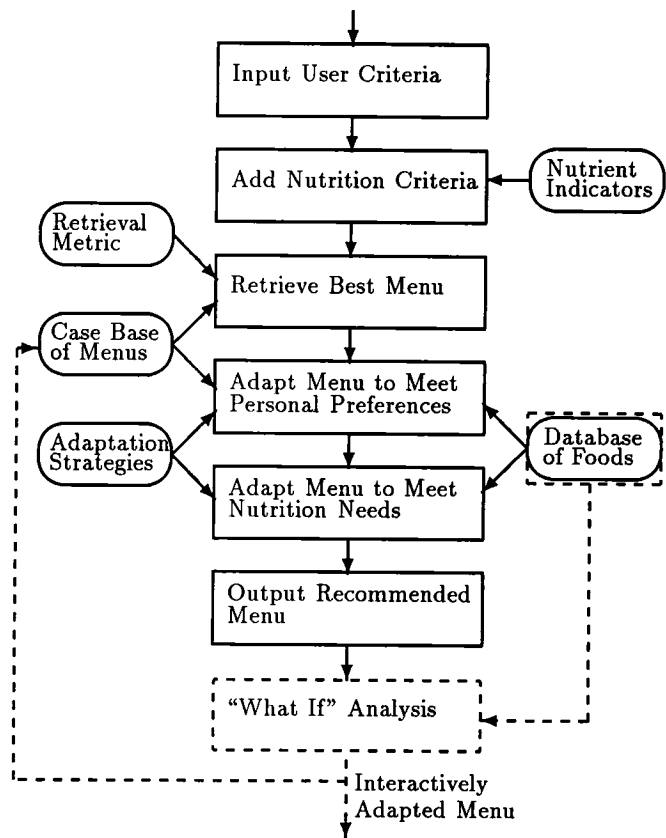 Input User Criteria
Add Nutrition Criteria
Nutrient
Indicators
Retrieval
Metric
Retrieve Best Menu
Case Base
of Menus
Adapt Menu to Meet
Personal Preferences
Adaptation
Strategies
Database
of Foods
Adapt Menu to Meet
Nutrition Needs
Output Recommended
Menu
“What If” Analysis
Interactively
Adapted Menu